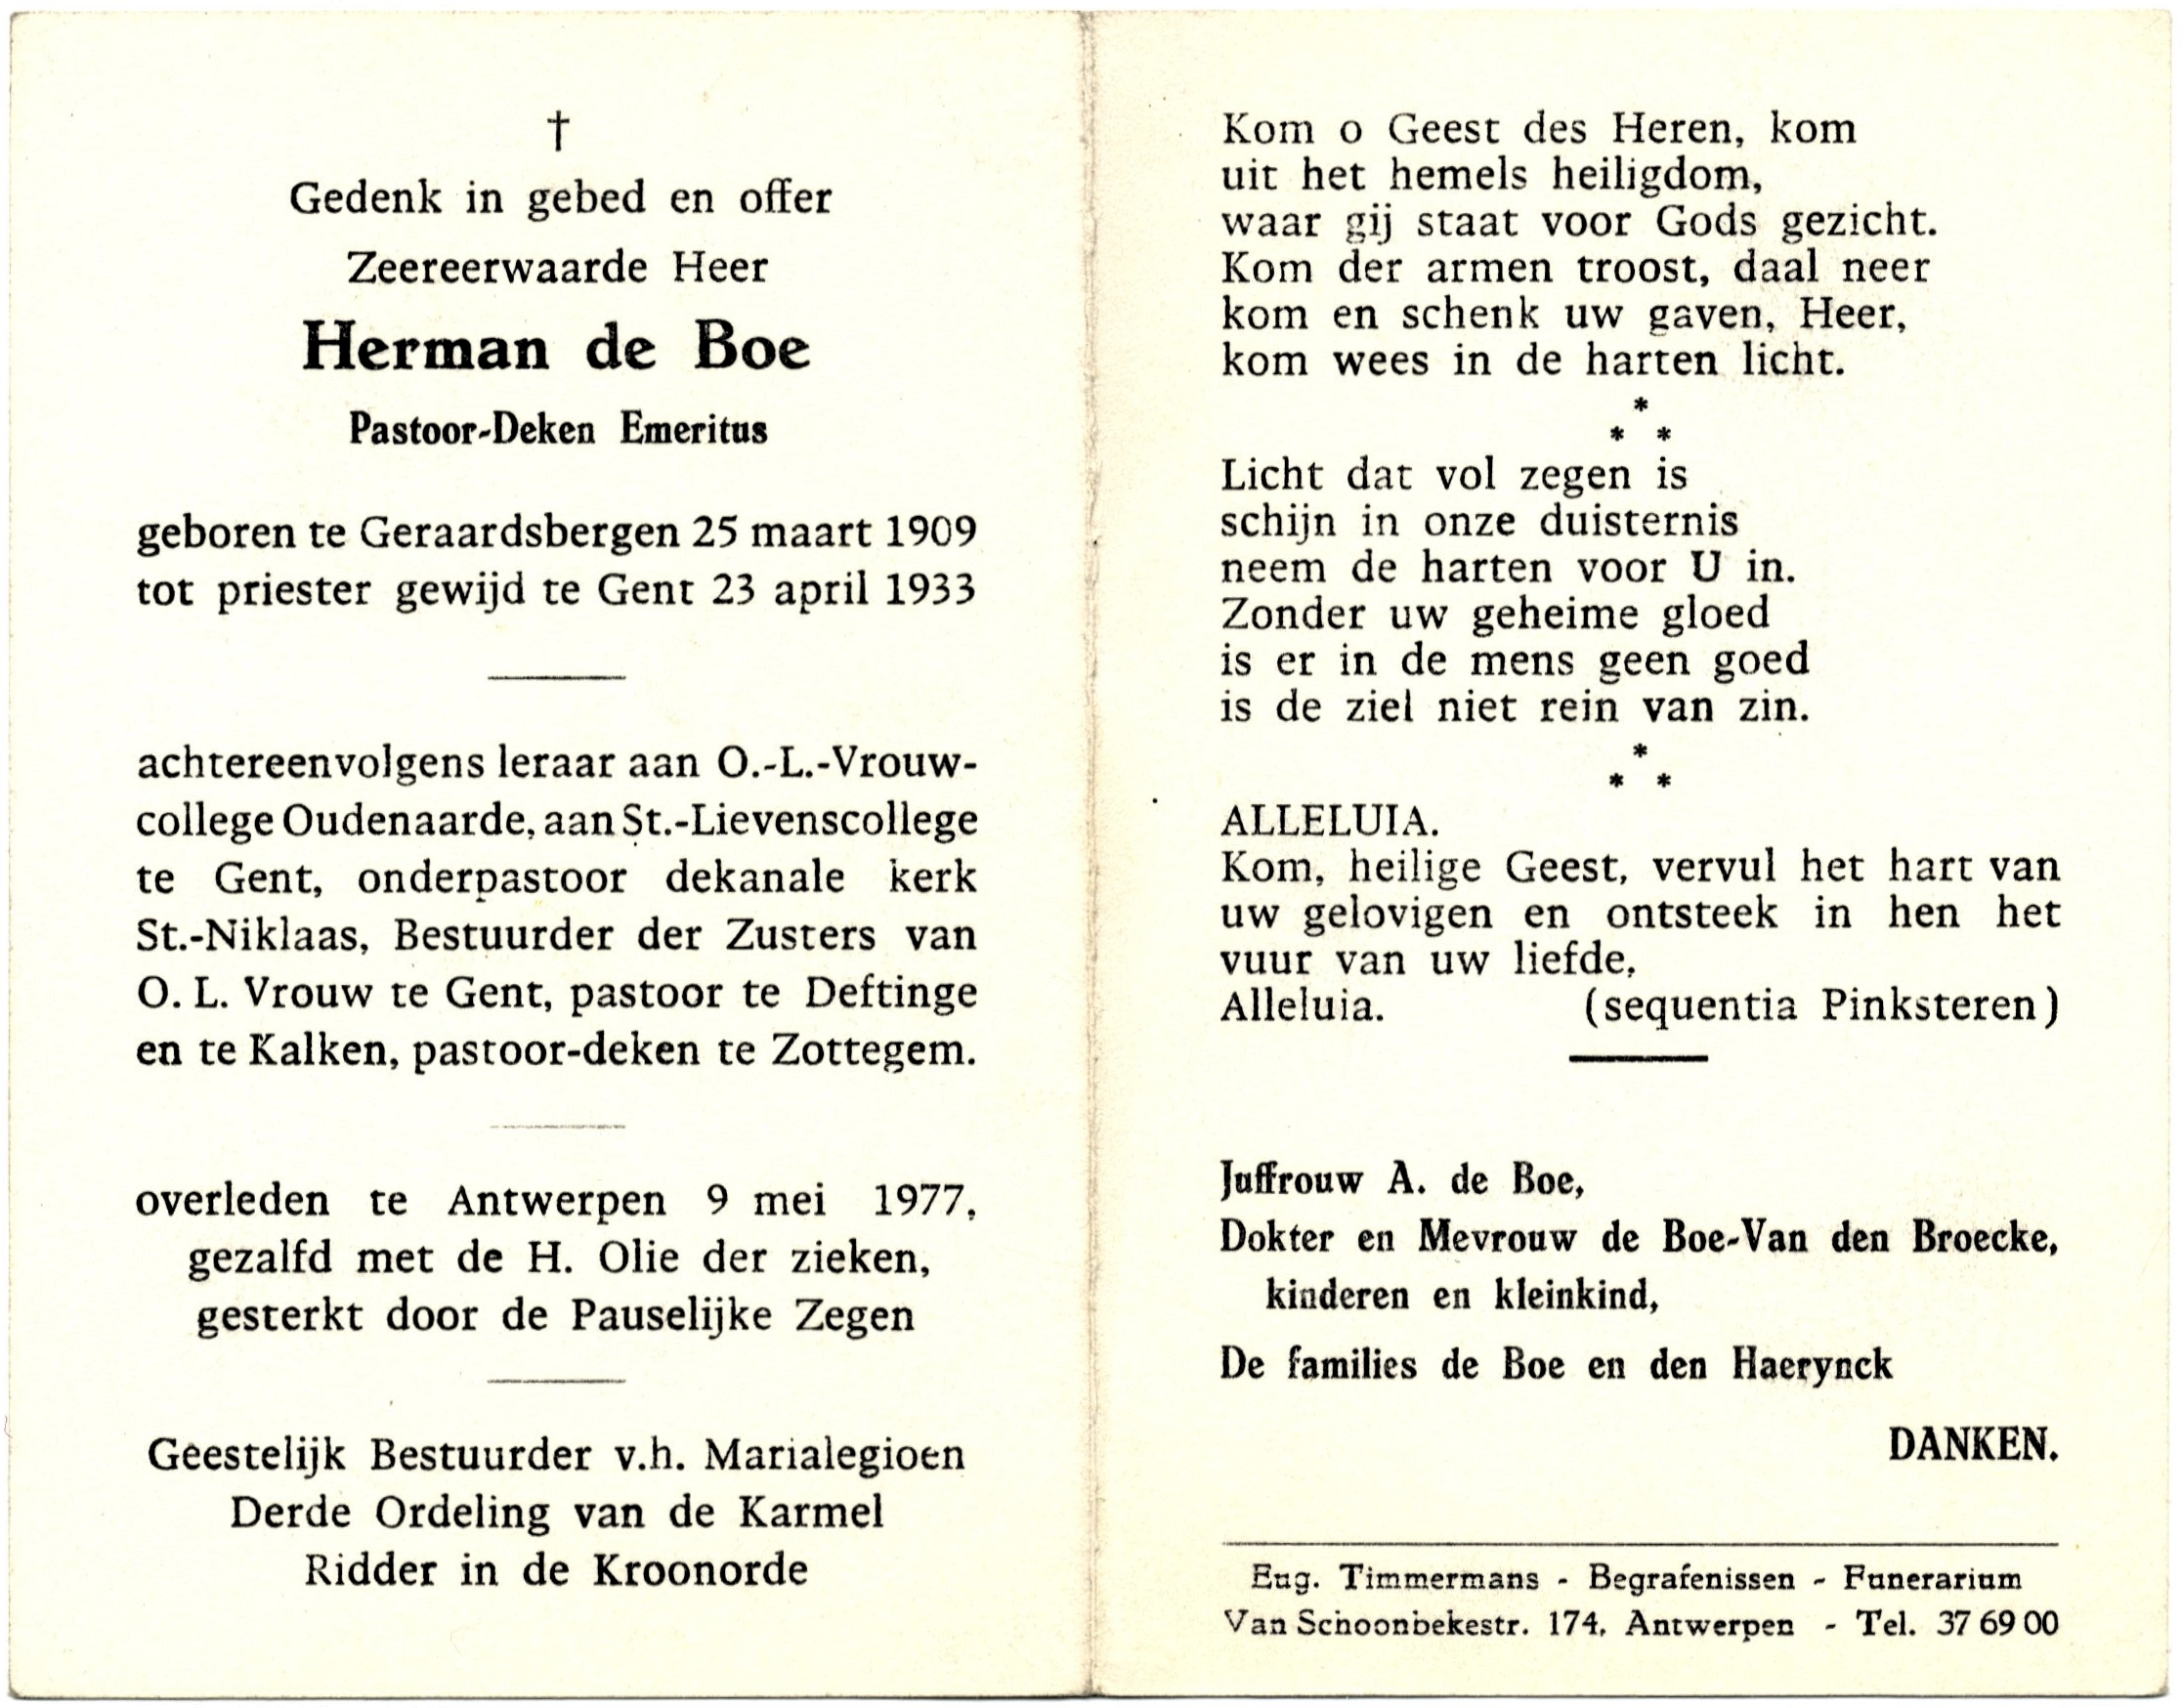 †
Gedenk in gebed en offer
Zeereerwaarde Heer
Herman de Boe
Pastoor-Deken Emeritus
geboren te Geraardsbergen 25 maart 1909
tot priester gewijd te Gent 23 april 1933
achtereenvolgens leraar aan O.-L.-Vrouw-
college Oudenaarde, aan St.-Lievenscollege
te Gent, onderpastoor dekanale kerk
St.-Niklaas, Bestuurder der Zusters van
O. L. Vrouw te Gent, pastoor te Deftinge
en te Kalken, pastoor-deken te Zottegem.
overleden te Antwerpen 9 mei 1977,
gezalfd met de H. Olie der zieken,
gesterkt door de Pauselijke Zegen
Geestelijk Bestuurder v.h. Marialegioen
Derde Ordeling van de Karmel
Ridder in de Kroonorde
Kom o Geest des Heren, kom
uit het hemels heiligdom,
waar gij staat voor Gods gezicht.
Kom der armen troost, daal neer
kom en schenk uw gaven, Heer,
kom wees in de harten licht.
*
* *
Licht dat vol zegen is
schijn in onze duisternis
neem de harten voor U in.
Zonder uw geheime gloed
is er in de mens geen goed
is de ziel niet rein van zin.
*
* *
ALLELUIA.
Kom, heilige Geest, vervul het hart van
uw gelovigen en ontsteek in hen het
vuur van uw liefde,
Alleluia. (sequentia Pinksteren)
Juffrouw A. de Boe,
Dokter en Mevrouw de Boe-Van den Broecke,
kinderen en kleinkind,
De families de Boe en den Haerynck
DANKEN.
Eug. Timmermans - Begrafenissen - Funerarium
Van Schoonbekestr. 174, Antwerpen - Tel. 37 69 00